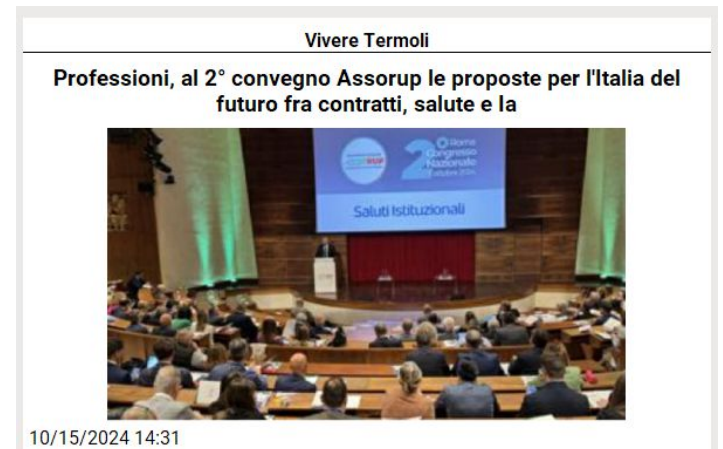 Vivere Termoli
Professioni, al 2° convegno Assorup le proposte per l'Italia del
futuro fra contratti, salute e la
2°
Roma
Congresso
Nazionale
Saluti Istituzionali
10/15/2024 14:31